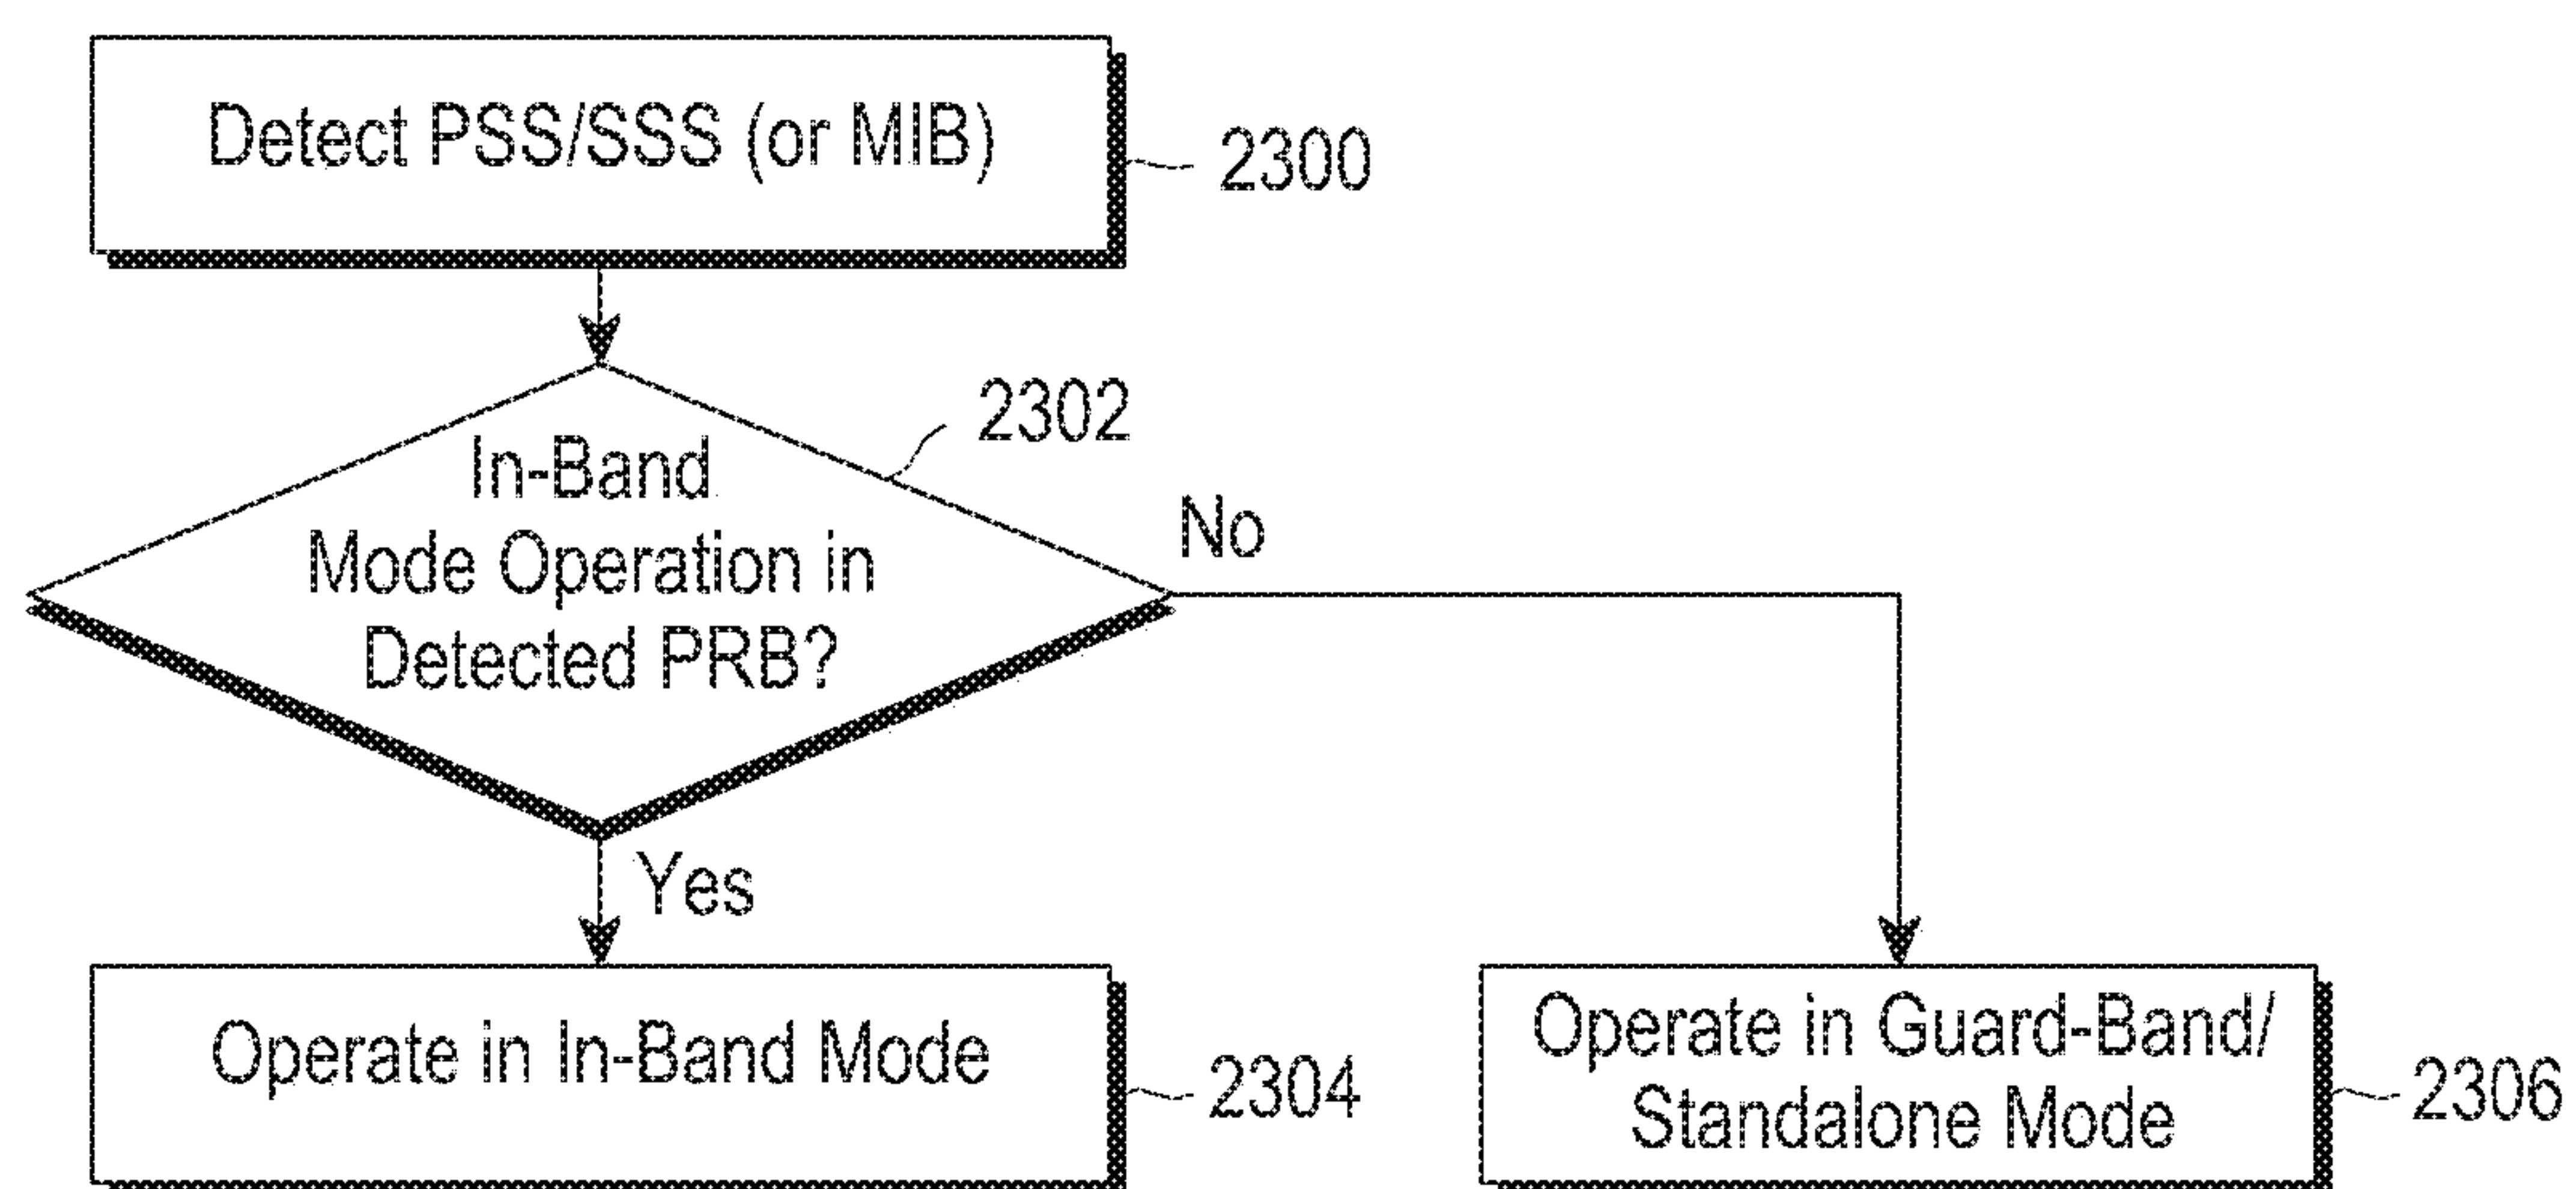 Detect PSS/SSS (or MIB)
2300
2302
In-Band
Mode Operation in
Detected PRB?
No
Yes
Operate in In-Band Mode
2304
Operate in Guard-Band/
Standalone Mode
2306